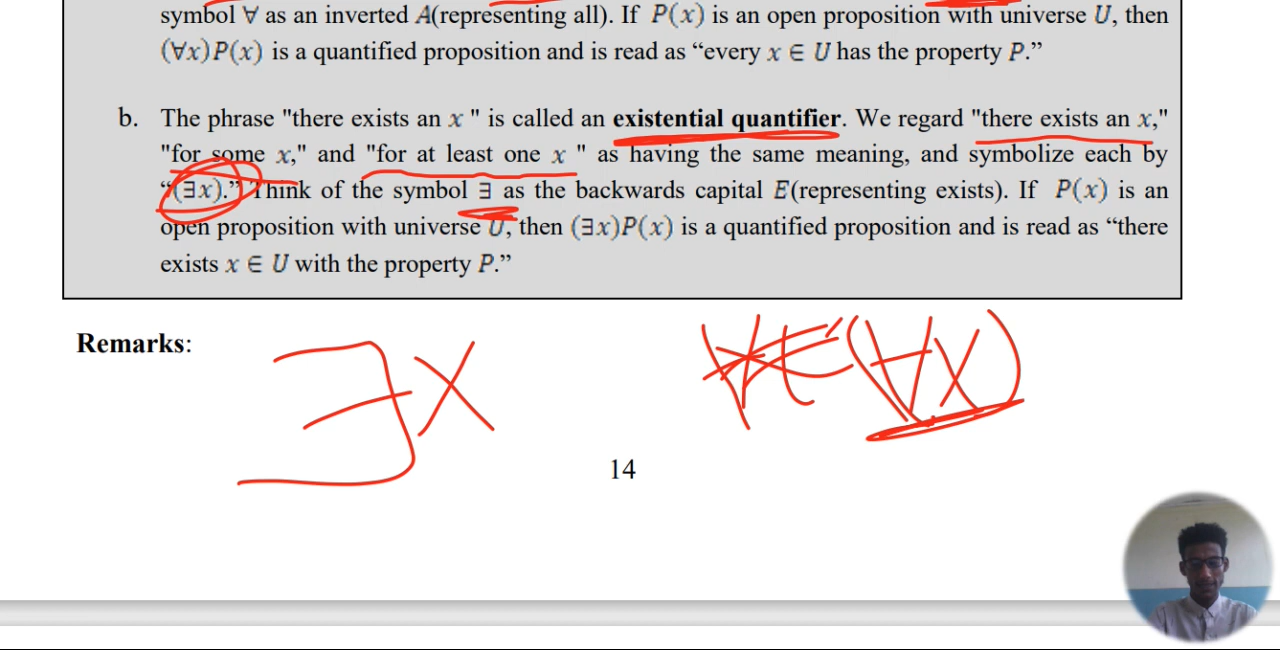 symbol ∀ as an inverted A(representing all). If P(x) is an open proposition with universe U, then
(∀x)P(x) is a quantified proposition and is read as “every x ∈ U has the property P.”
b. The phrase "there exists an x " is called an existential quantifier. We regard "there exists an x,"
"for some x," and "for at least one x " as having the same meaning, and symbolize each by
“(∃x).” Think of the symbol ∃ as the backwards capital E(representing exists). If P(x) is an
open proposition with universe U, then (∃x)P(x) is a quantified proposition and is read as “there
exists x ∈ U with the property P.”
Remarks:
∃x
(∀x)
14